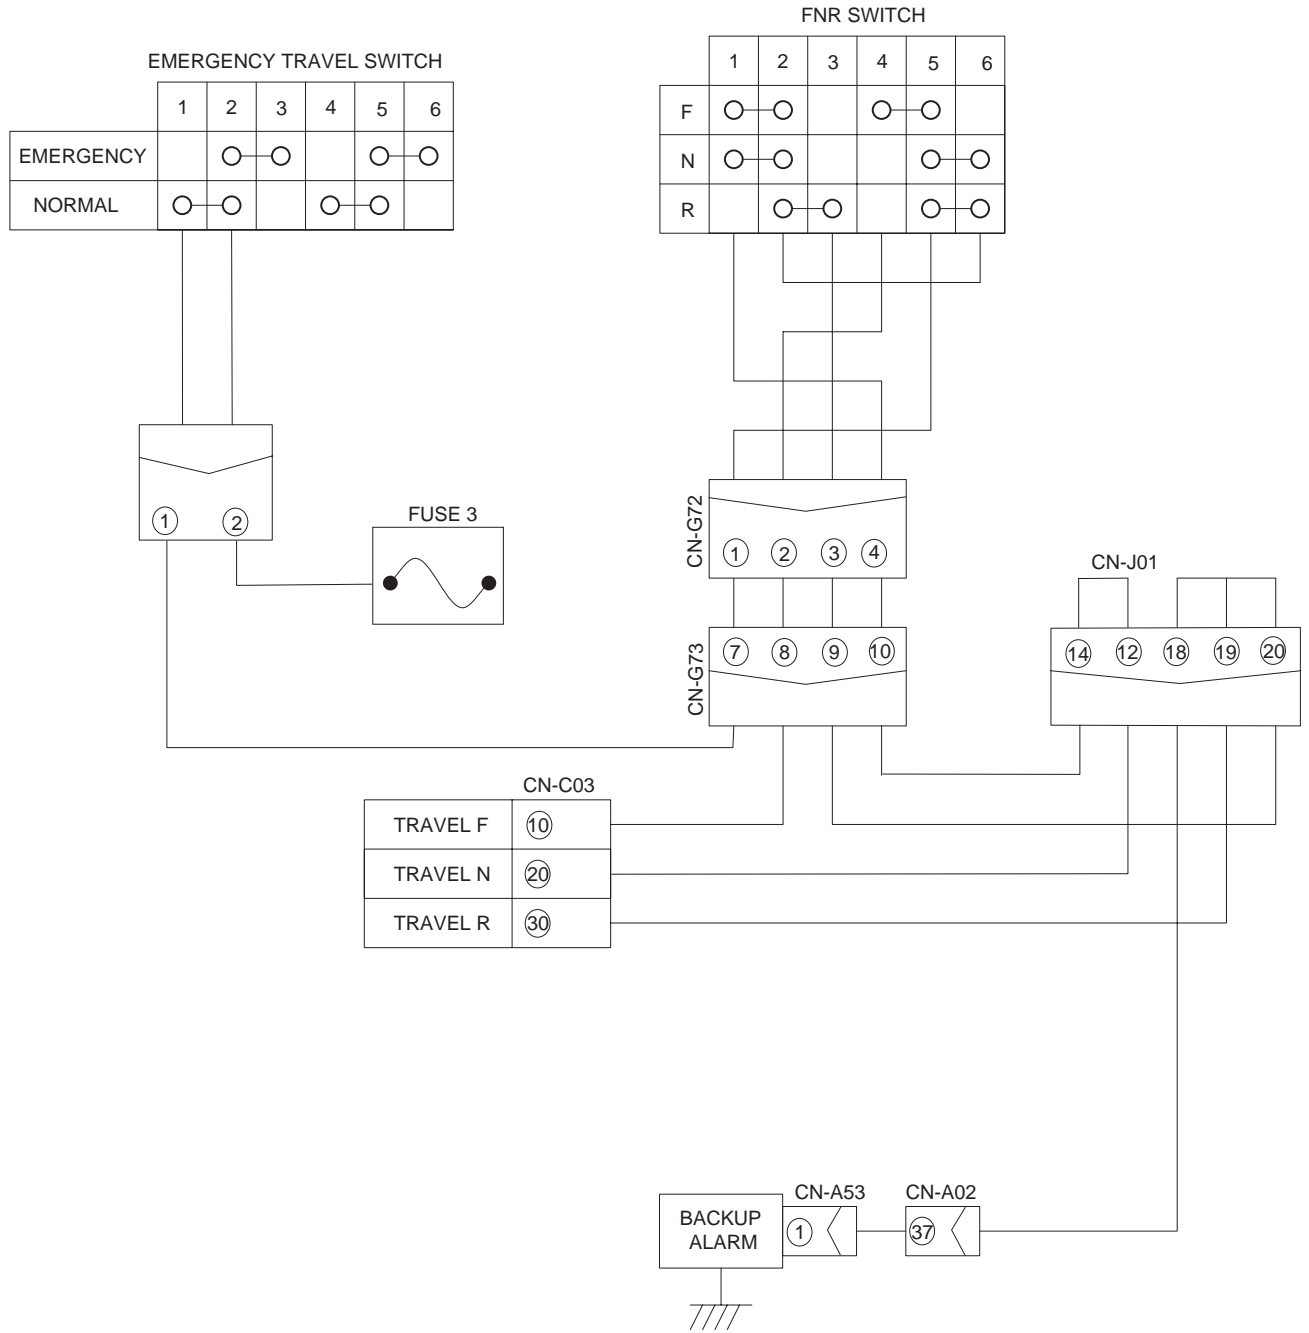 FNR SWITCH
1 2 3 4 5 6
F
N
R
EMERGENCY TRAVEL SWITCH
1 2 3 4 5 6
EMERGENCY
NORMAL
1 2
FUSE 3
CN-G72
1 2 3 4
CN-G73
7 8 9 10
CN-J01
14 12 18 19 20
CN-C03
TRAVEL F 10
TRAVEL N 20
TRAVEL R 30
BACKUP
ALARM
CN-A53
1
CN-A02
37